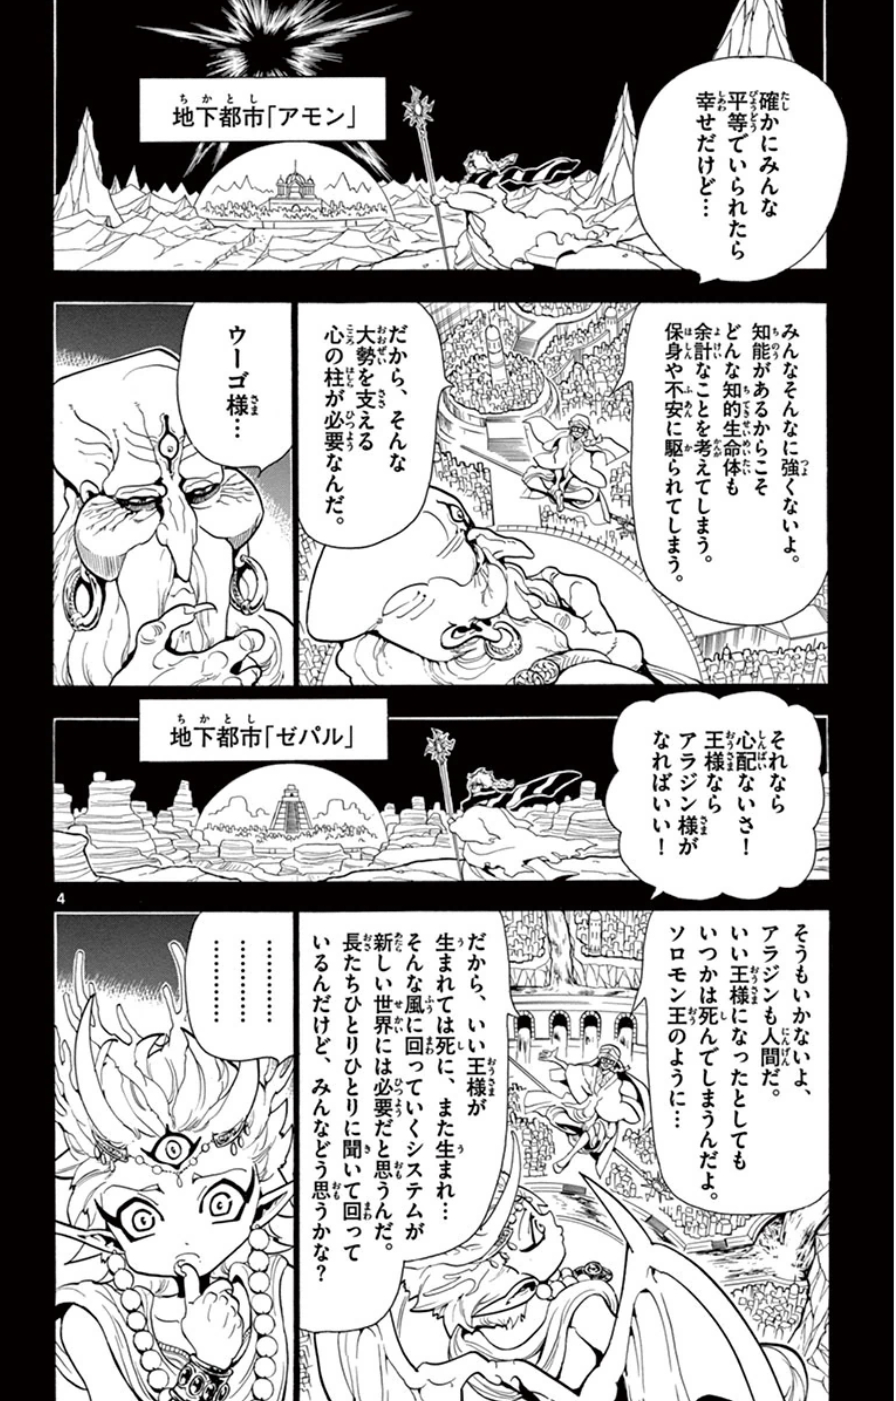 確かにみんな
平等でいられたら
幸せだけど…
地下都市「アモン」
みんなそんなに強くないよ。
知能があるからこそ
どんな知的生命体も
余計なことを考えてしまう。
保身や不安に駆られてしまう。
だから、そんな
大勢を支える
心の柱が必要なんだ。
ウーゴ様…
それなら
心配ないさ!
王様なら
アラジン様が
なればいい!
地下都市「ゼパル」
そうもいかないよ、
アラジンも人間だ。
いい王様になったとしても
いつかは死んでしまうんだよ。
ソロモン王のように…
だから、いい王様が
生まれては死に、また生まれ…
そんな風に回っていくシステムが
新しい世界には必要だと思うんだ。
長たちひとりひとりに聞いて回って
いるんだけど、みんなどう思うかな?
………
………
………
4